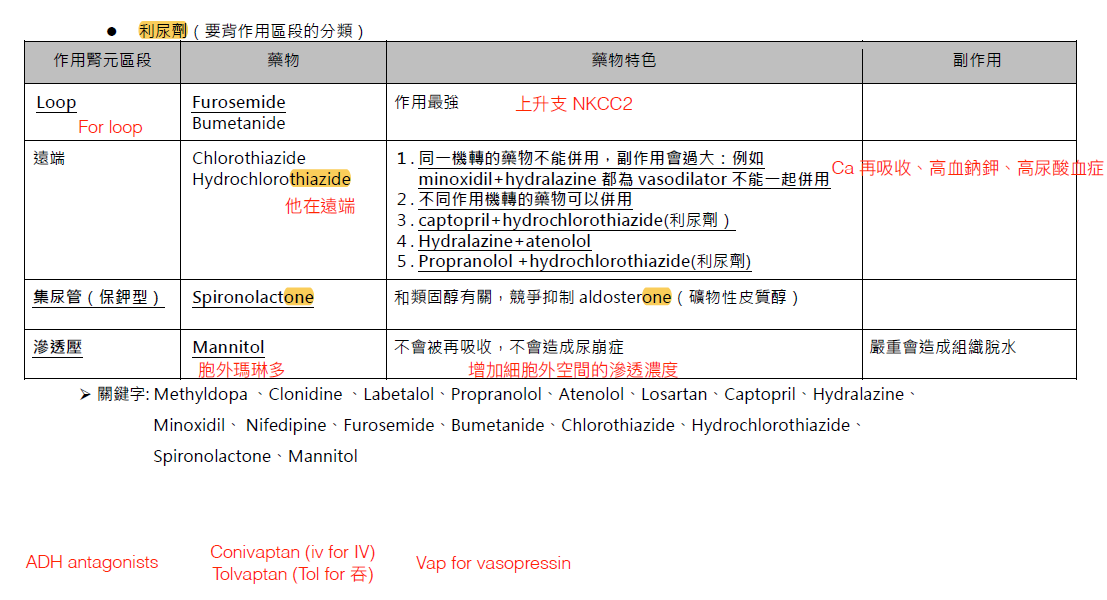 ● 利尿劑（要背作用區段的分類）
作用腎元區段 藥物 藥物特色 副作用
Loop
For loop
Furosemide
Bumetanide
作用最強 上升支 NKCC2
遠端
Chlorothiazide
Hydrochlorothiazide
他在遠端
1. 同一機轉的藥物不能併用，副作用會過大：例如
minoxidil+hydralazine 都為 vasodilator 不能一起併用
2. 不同作用機轉的藥物可以併用
3. captopril+hydrochlorothiazide(利尿劑）
4. Hydralazine+atenolol
5. Propranolol +hydrochlorothiazide(利尿劑)
Ca 再吸收、高血鈉鉀、高尿酸血症
集尿管（保鉀型） Spironolactone 和類固醇有關，競爭抑制 aldosterone（礦物性皮質醇）
滲透壓 Mannitol 不會被再吸收，不會造成尿崩症 嚴重會造成組織脫水
胞外瑪琳多 增加細胞外空間的滲透濃度
➢ 關鍵字: Methyldopa 、Clonidine 、Labetalol、Propranolol、Atenolol、Losartan、Captopril、Hydralazine、
Minoxidil、 Nifedipine、Furosemide、Bumetanide、Chlorothiazide、Hydrochlorothiazide、
Spironolactone、Mannitol
ADH antagonists
Conivaptan (iv for IV)
Tolvaptan (Tol for 吞)
Vap for vasopressin